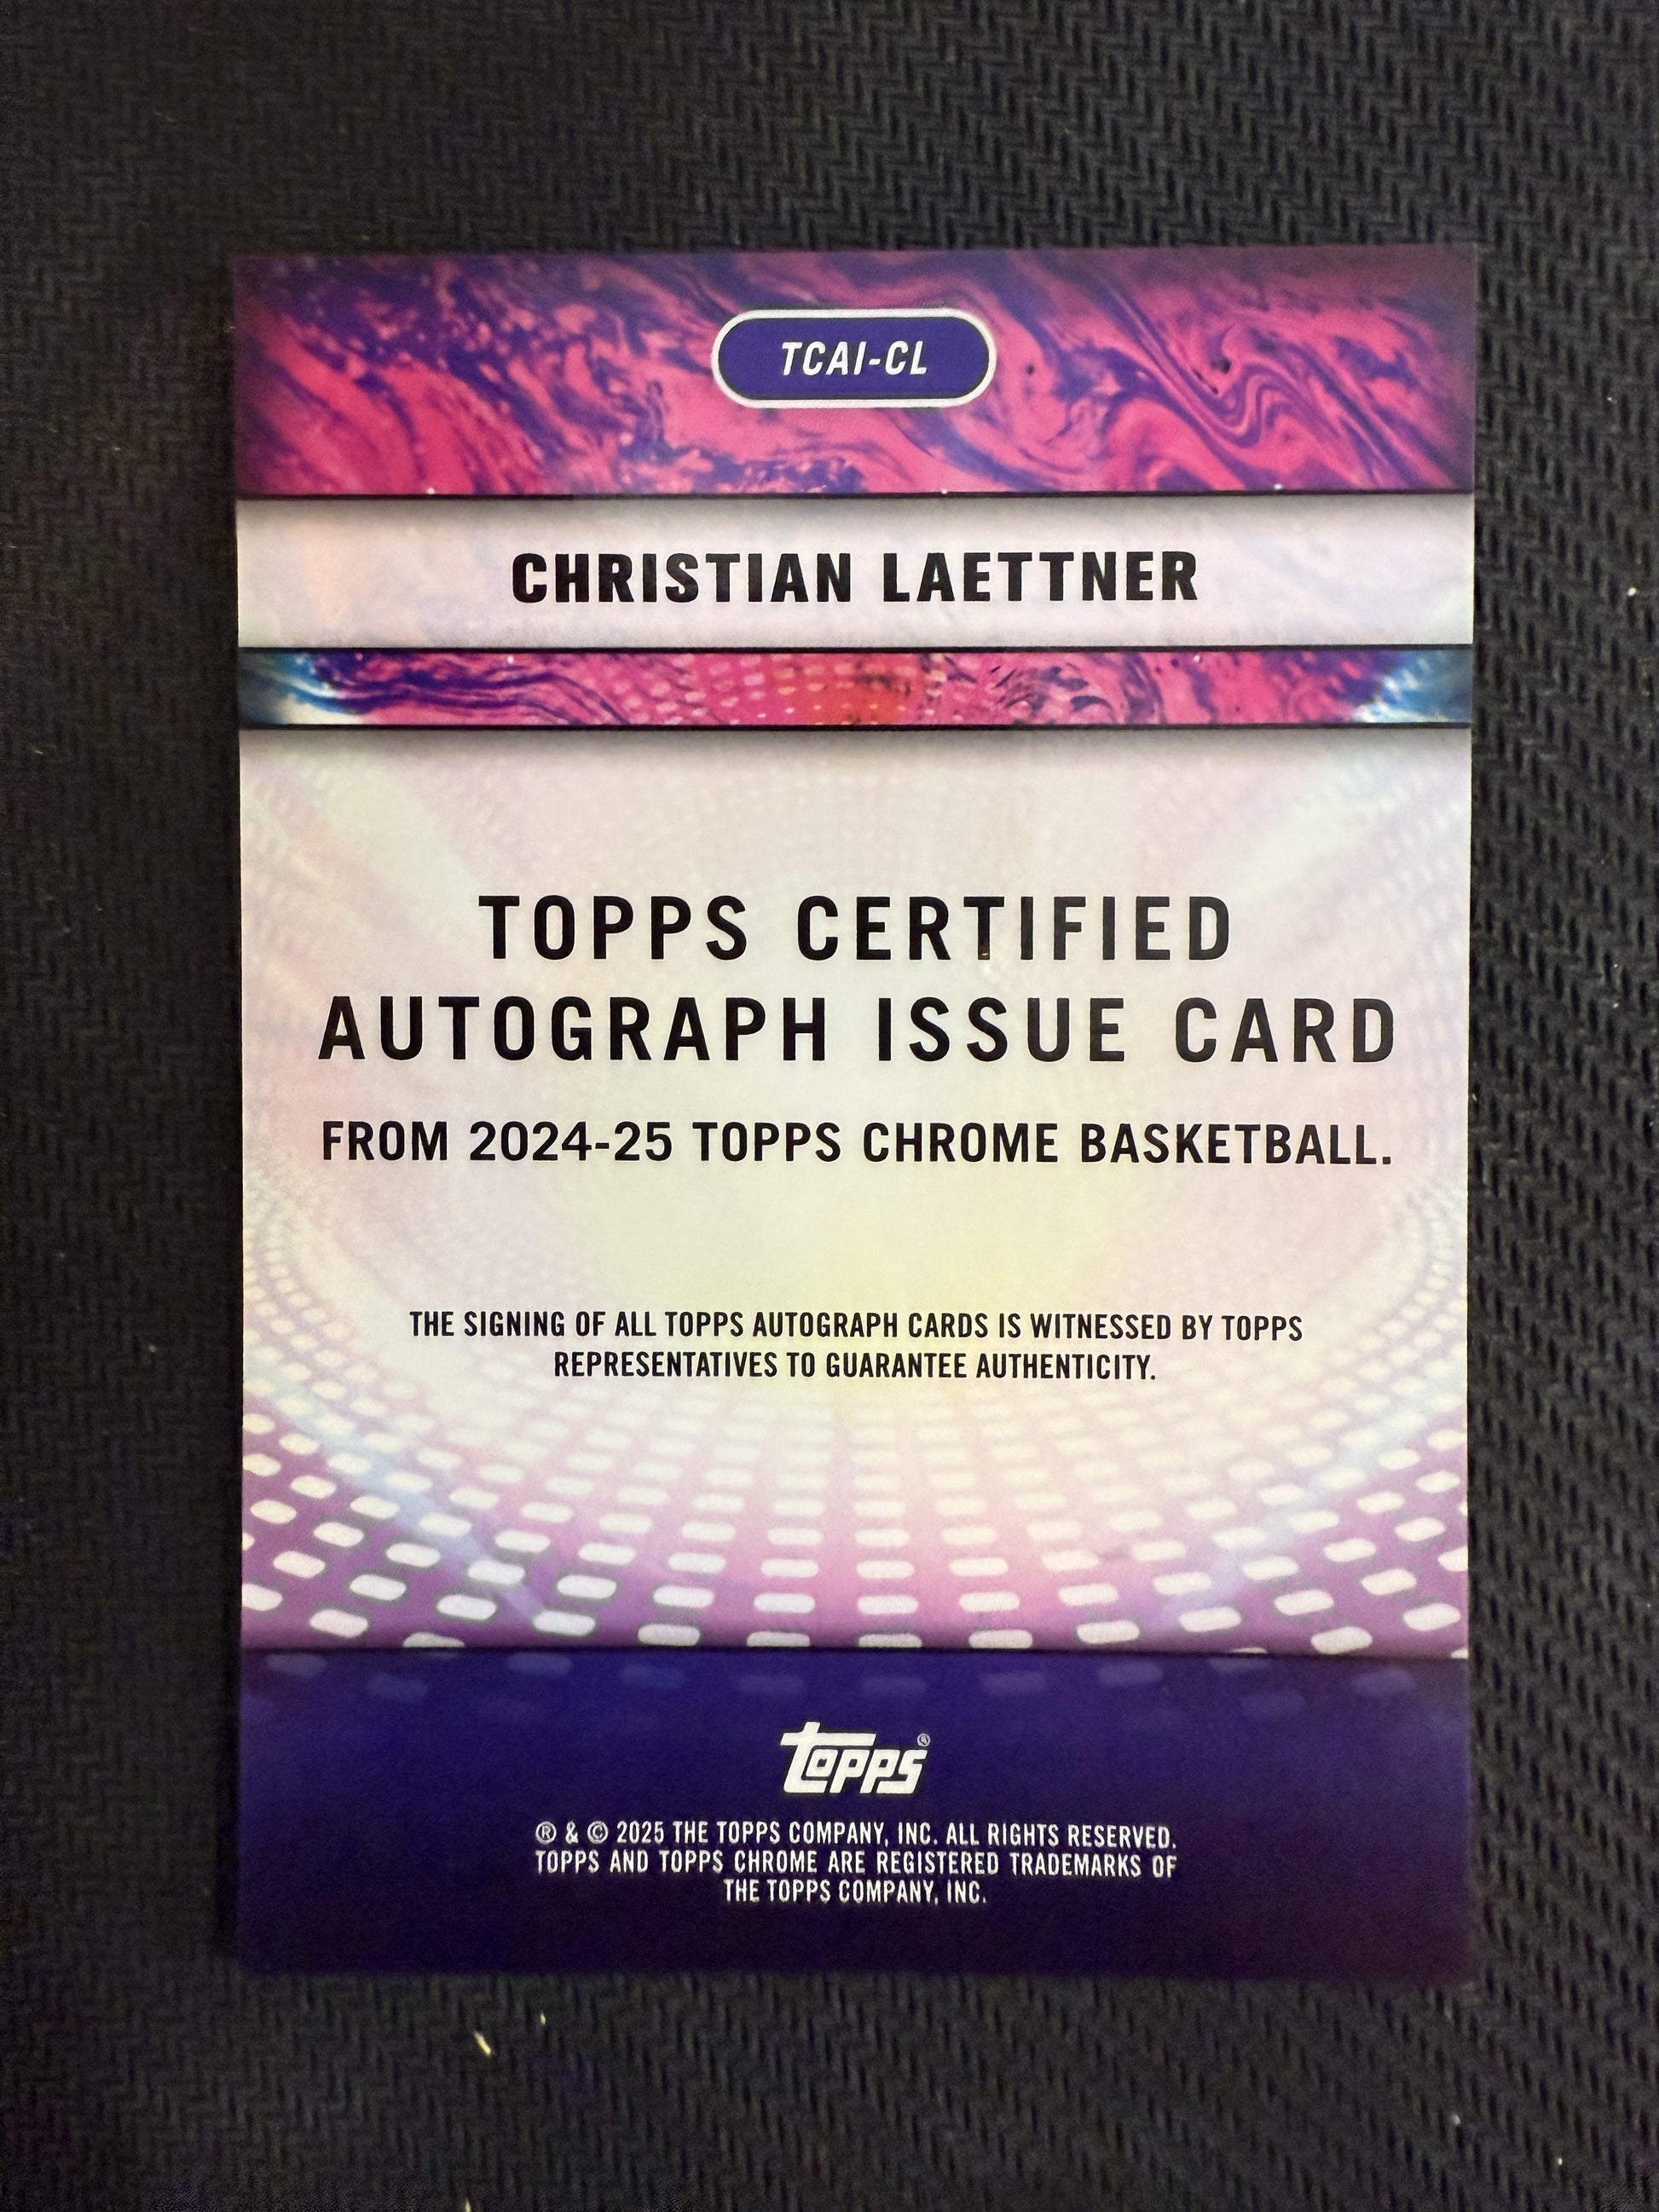 TCAI-CL
CHRISTIAN LAETTNER
TOPPS CERTIFIED
AUTOGRAPH ISSUE CARD
FROM 2024-25 TOPPS CHROME BASKETBALL.
THE SIGNING OF ALL TOPPS AUTOGRAPH CARDS IS WITNESSED BY TOPPS
REPRESENTATIVES TO GUARANTEE AUTHENTICITY.
topps®
® & © 2025 THE TOPPS COMPANY, INC. ALL RIGHTS RESERVED.
TOPPS AND TOPPS CHROME ARE REGISTERED TRADEMARKS OF
THE TOPPS COMPANY, INC.